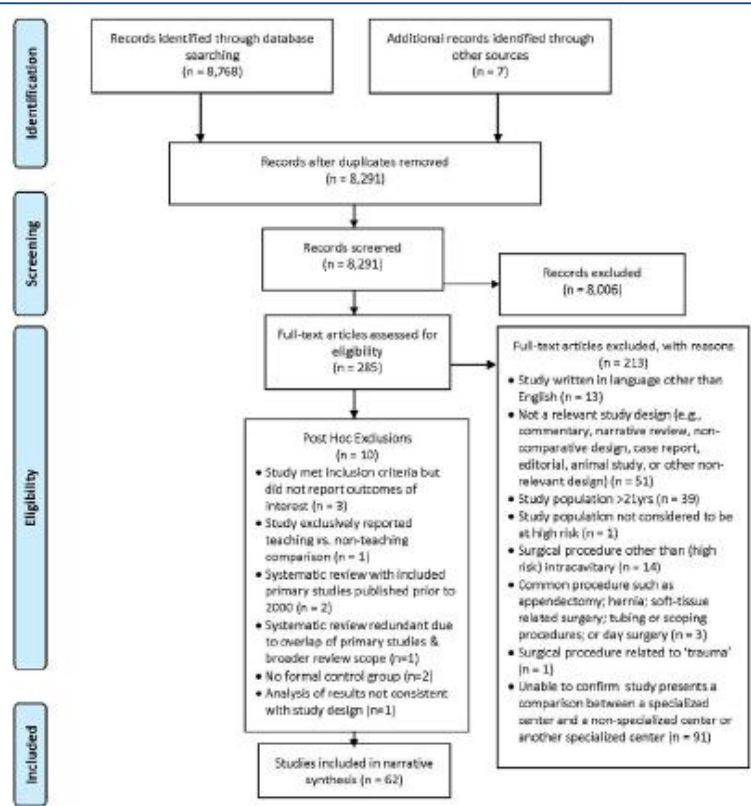 Identification
Records identified through database
searching
(n = 8,768)
Additional records identified through
other sources
(n = 7)
Records after duplicates removed
(n = 8,291)
Screening
Records screened
(n = 8,291)
Records excluded
(n = 8,006)
Eligibility
Full-text articles assessed for
eligibility
(n = 285)
Full-text articles excluded, with reasons
(n = 213)
• Study written in language other than
English (n = 13)
• Not a relevant study design (e.g.,
commentary, narrative review, non-
comparative design, case report,
editorial, animal study, or other non-
relevant design) (n = 51)
• Study population >21yrs (n = 39)
• Study population not considered to be
at high risk (n = 1)
• Surgical procedure other than (high
risk) intracavitary (n = 14)
• Common procedure such as
appendectomy; hernia; soft-tissue
related surgery; tubing or scoping
procedures; or day surgery (n = 3)
• Surgical procedure related to 'trauma'
(n = 1)
• Unable to confirm study presents a
comparison between a specialized
center and a non-specialized center or
another specialized center (n = 91)
Post Hoc Exclusions
(n = 10)
• Study met inclusion criteria but
did not report outcomes of
interest (n = 3)
• Study exclusively reported
teaching vs. non-teaching
comparison (n = 1)
• Systematic review with included
primary studies published prior to
2000 (n = 2)
• Systematic review redundant due
to overlap of primary studies &
broader review scope (n=1)
• No formal control group (n=2)
• Analysis of results not consistent
with study design (n=1)
Included
Studies included in narrative
synthesis (n = 62)